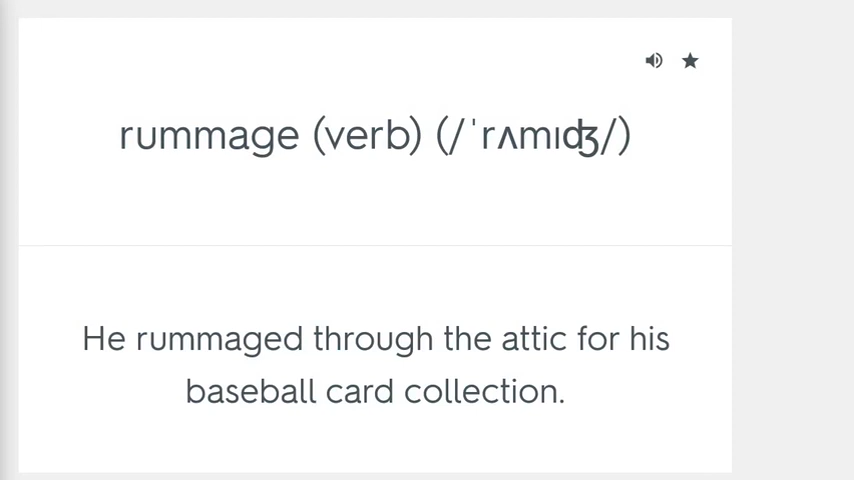 rummage (verb) (/ˈrʌmɪʤ/)
He rummaged through the attic for his
baseball card collection.